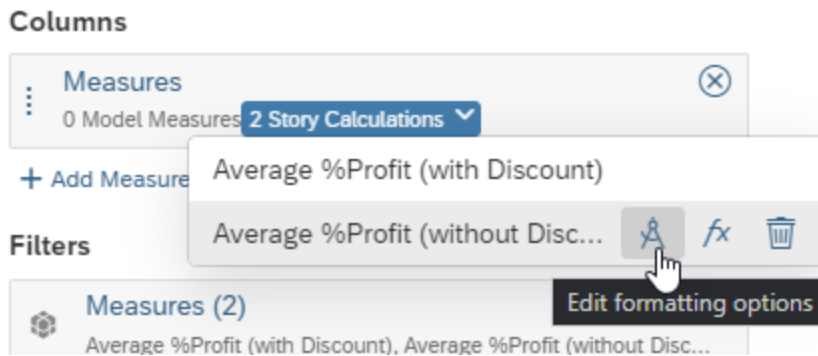 Columns
Measures
0 Model Measures 2 Story Calculations
+ Add Measure
Average %Profit (with Discount)
Average %Profit (without Disc... fx
Filters
Edit formatting options
Measures (2)
Average %Profit (with Discount), Average %Profit (without Disc...